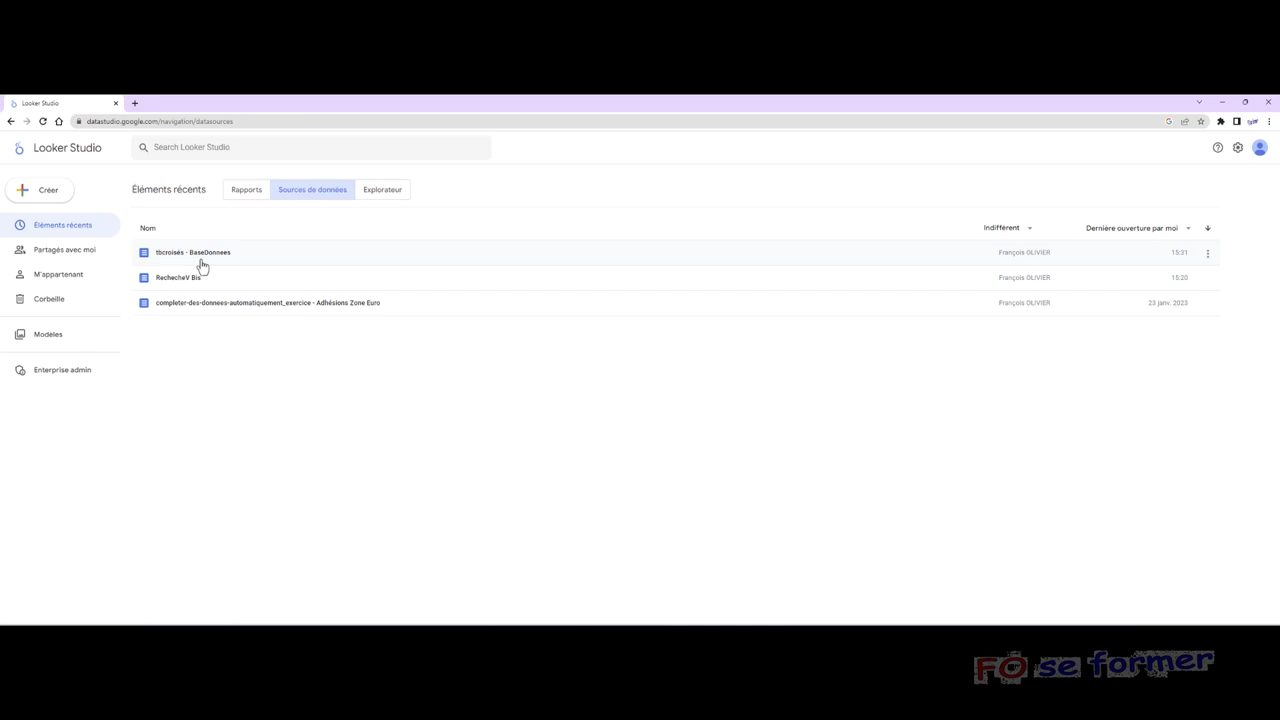 Looker Studio
datastudio.google.com/navigation/datasources
Looker Studio
Search Looker Studio
Créer
Éléments récents
Rapports
Sources de données
Explorateur
Éléments récents
Partagés avec moi
M'appartenant
Corbeille
Modèles
Enterprise admin
Nom
Indifférent
Dernière ouverture par moi
tbcroisés - BaseDonnees
François OLIVIER
15:31
RechecheV Bis
François OLIVIER
15:20
completer-des-donnees-automatiquement_exercice - Adhésions Zone Euro
François OLIVIER
23 janv. 2023
FO se former